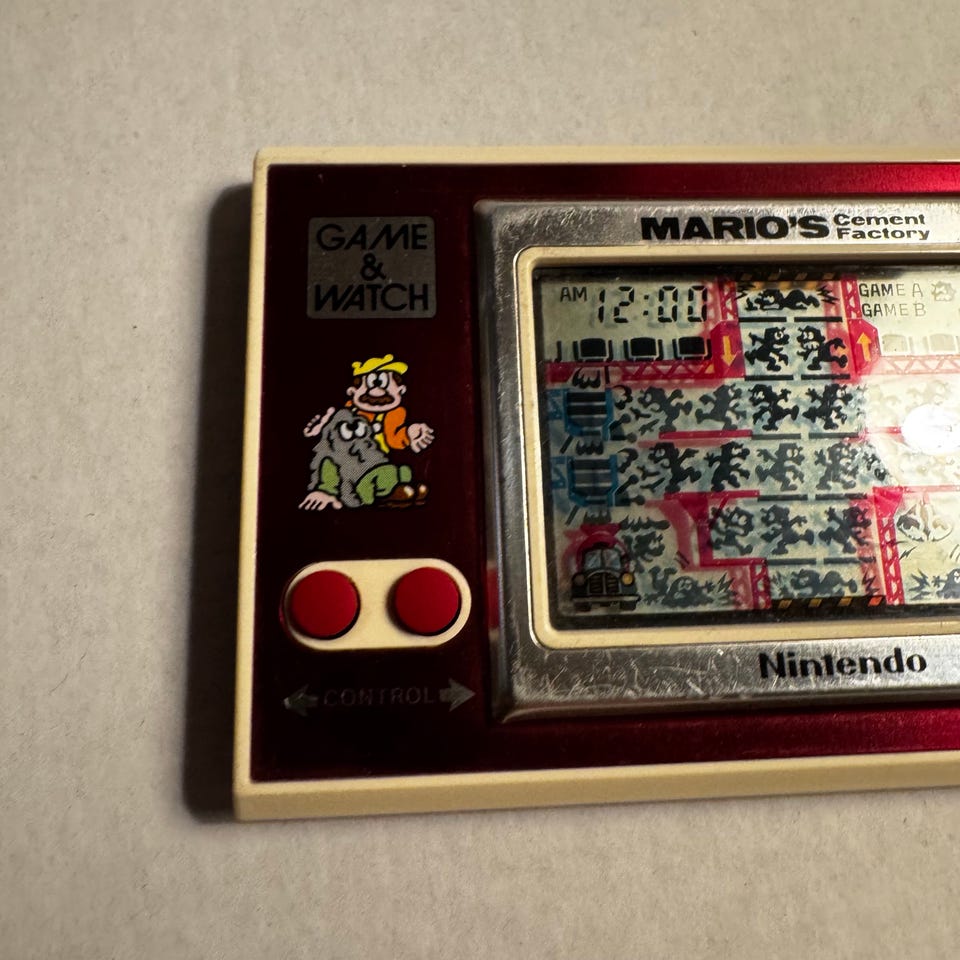 GAME
&
WATCH
MARIO'S Cement
Factory
AM 12:00
GAME A
GAME B
Nintendo
CONTROL